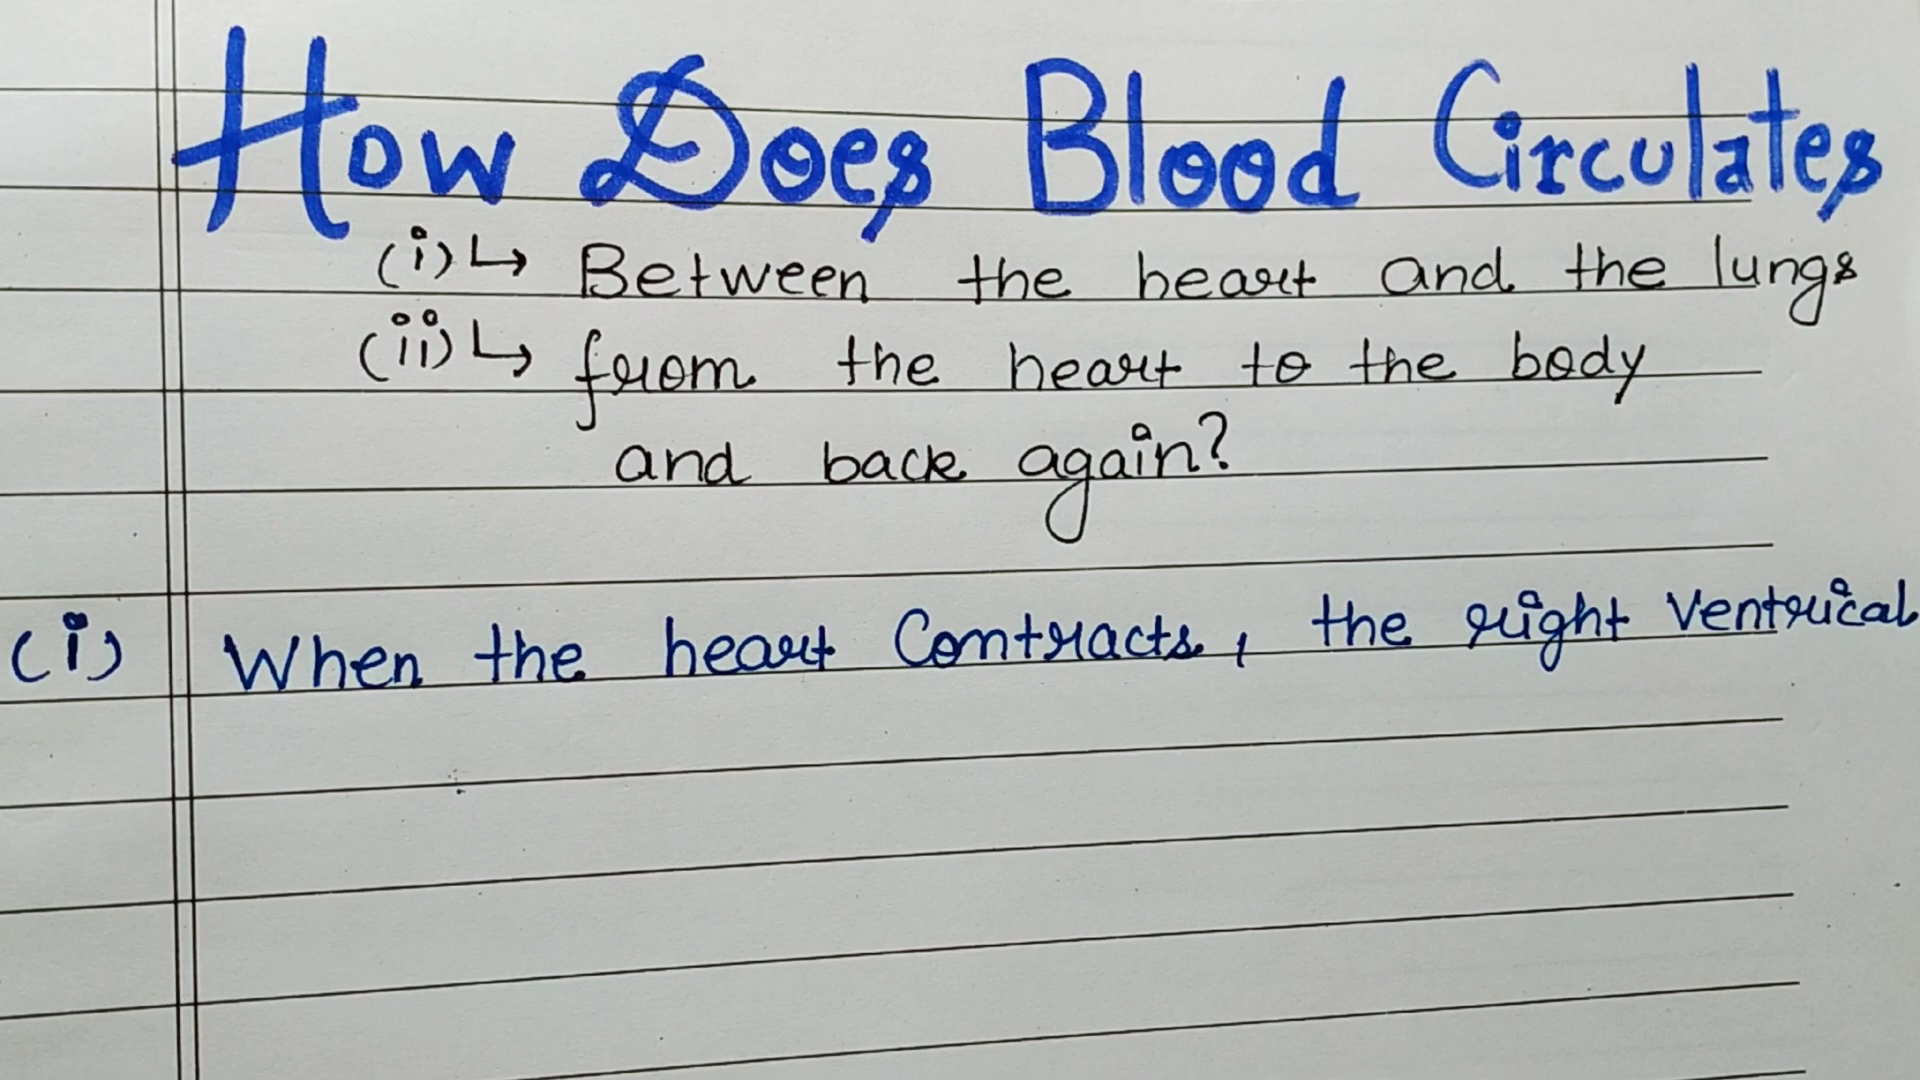 How Does Blood Circulates
(i) ↳ Between the heart and the lungs
(ii) ↳ from the heart to the body
and back again?
(i) When the heart Contracts, the right Ventrical